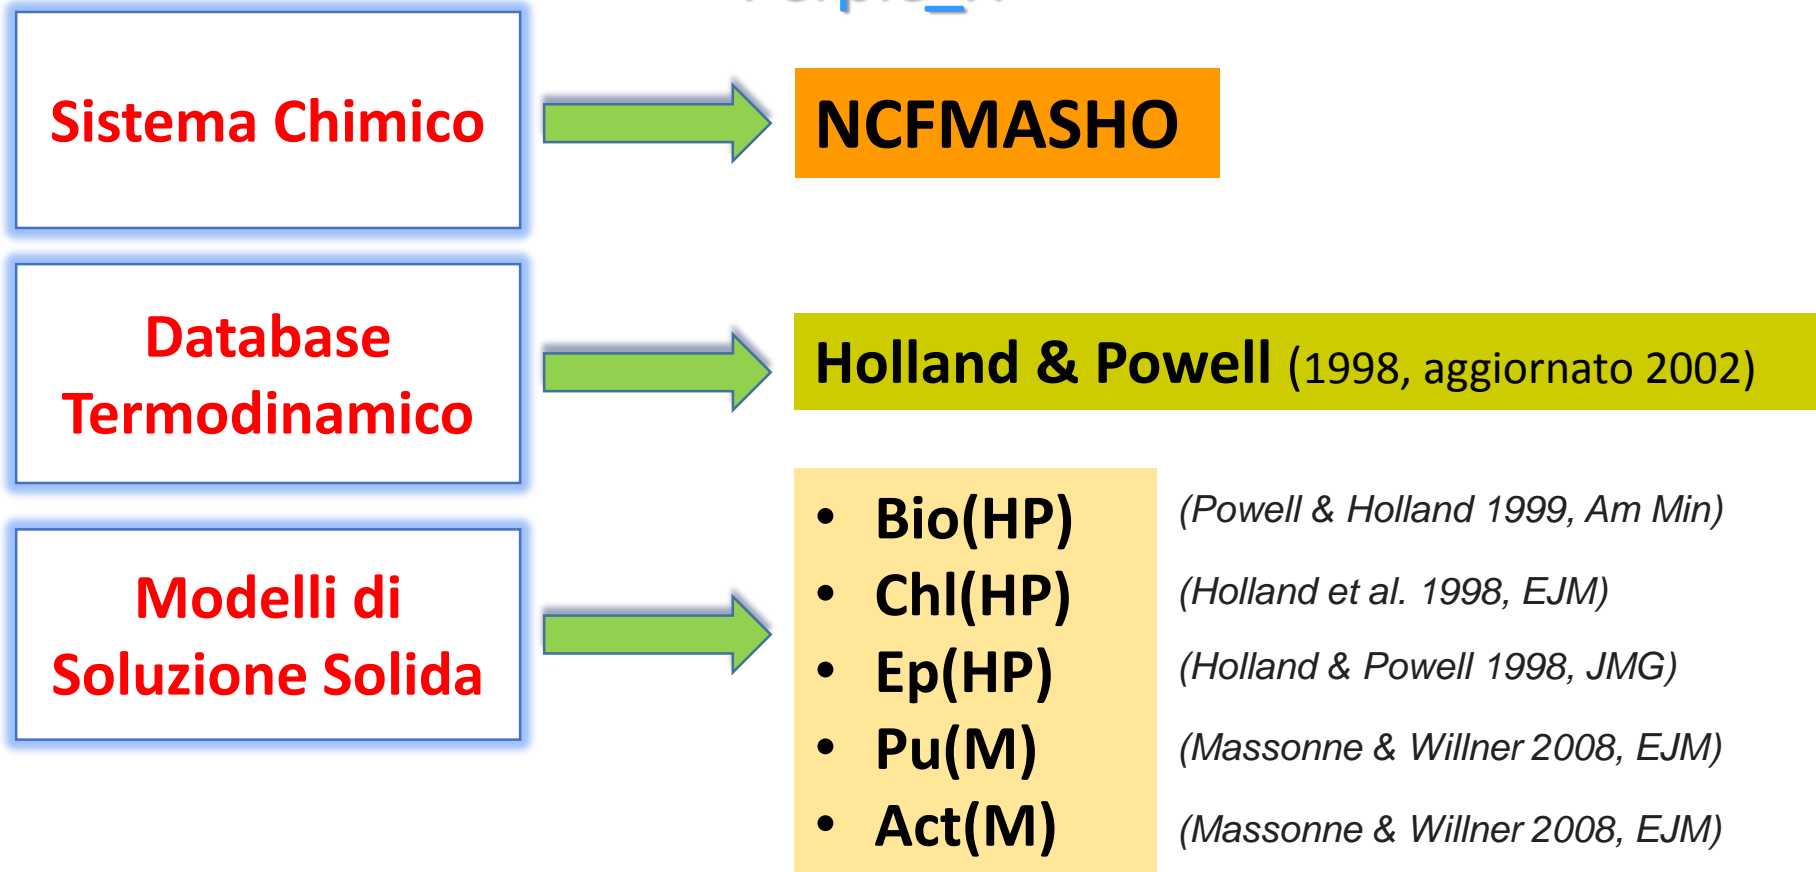 Sistema Chimico
NCFMASHO
Database
Termodinamico
Holland & Powell (1998, aggiornato 2002)
Modelli di
Soluzione Solida
• Bio(HP) (Powell & Holland 1999, Am Min)
• Chl(HP) (Holland et al. 1998, EJM)
• Ep(HP) (Holland & Powell 1998, JMG)
• Pu(M) (Massonne & Willner 2008, EJM)
• Act(M) (Massonne & Willner 2008, EJM)